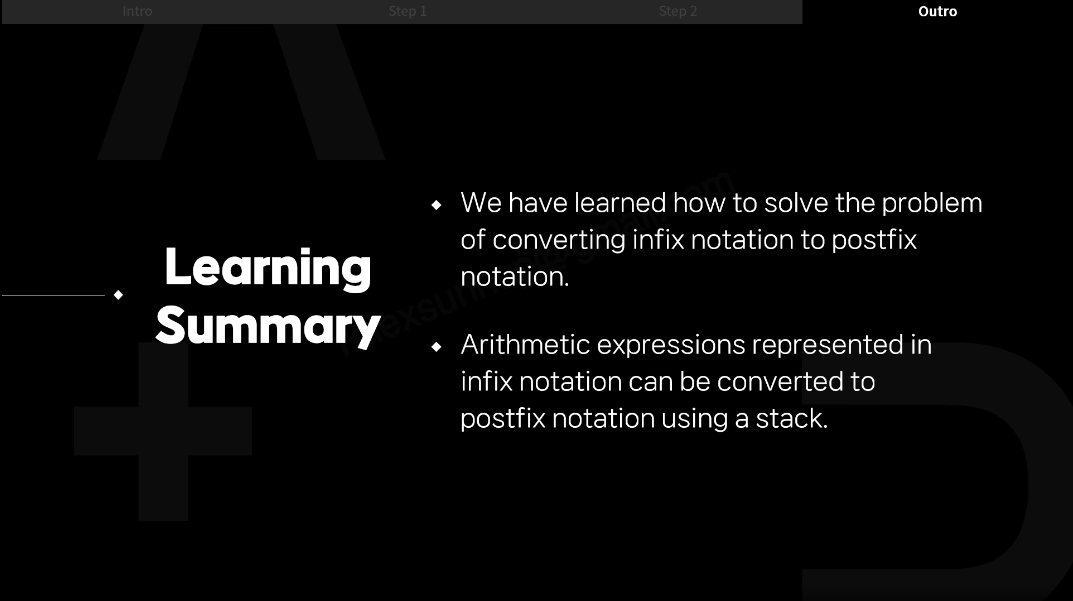 Intro
Step 1
Step 2
Outro
Learning
Summary
We have learned how to solve the problem
of converting infix notation to postfix
notation.
Arithmetic expressions represented in
infix notation can be converted to
postfix notation using a stack.